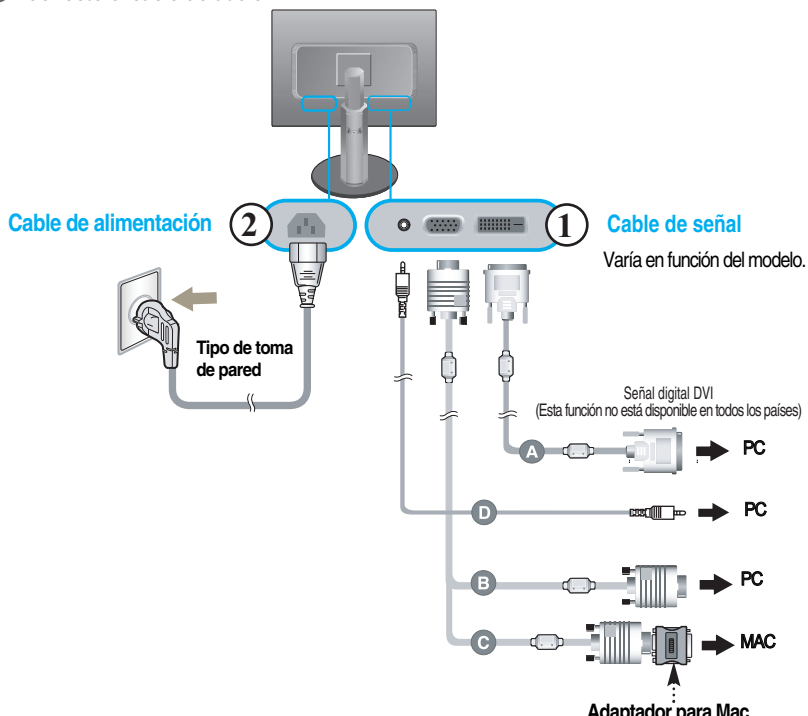 Cable de alimentación
2
1
Cable de señal
Varía en función del modelo.
Tipo de toma
de pared
Señal digital DVI
(Esta función no está disponible en todos los países)
A
PC
D
PC
B
PC
C
MAC
Adaptador para Mac